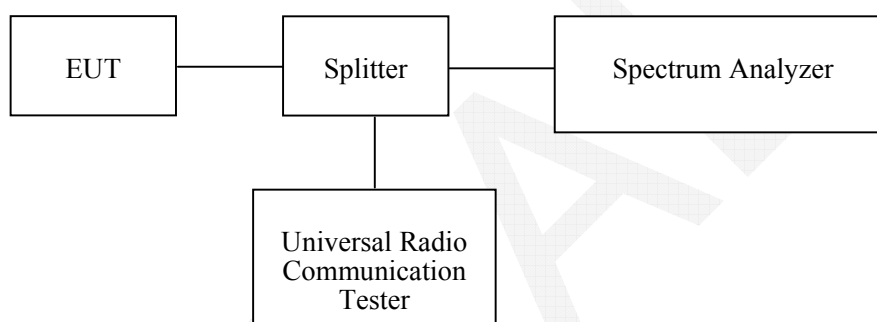 EUT
Splitter
Spectrum Analyzer
Universal Radio
Communication
Tester